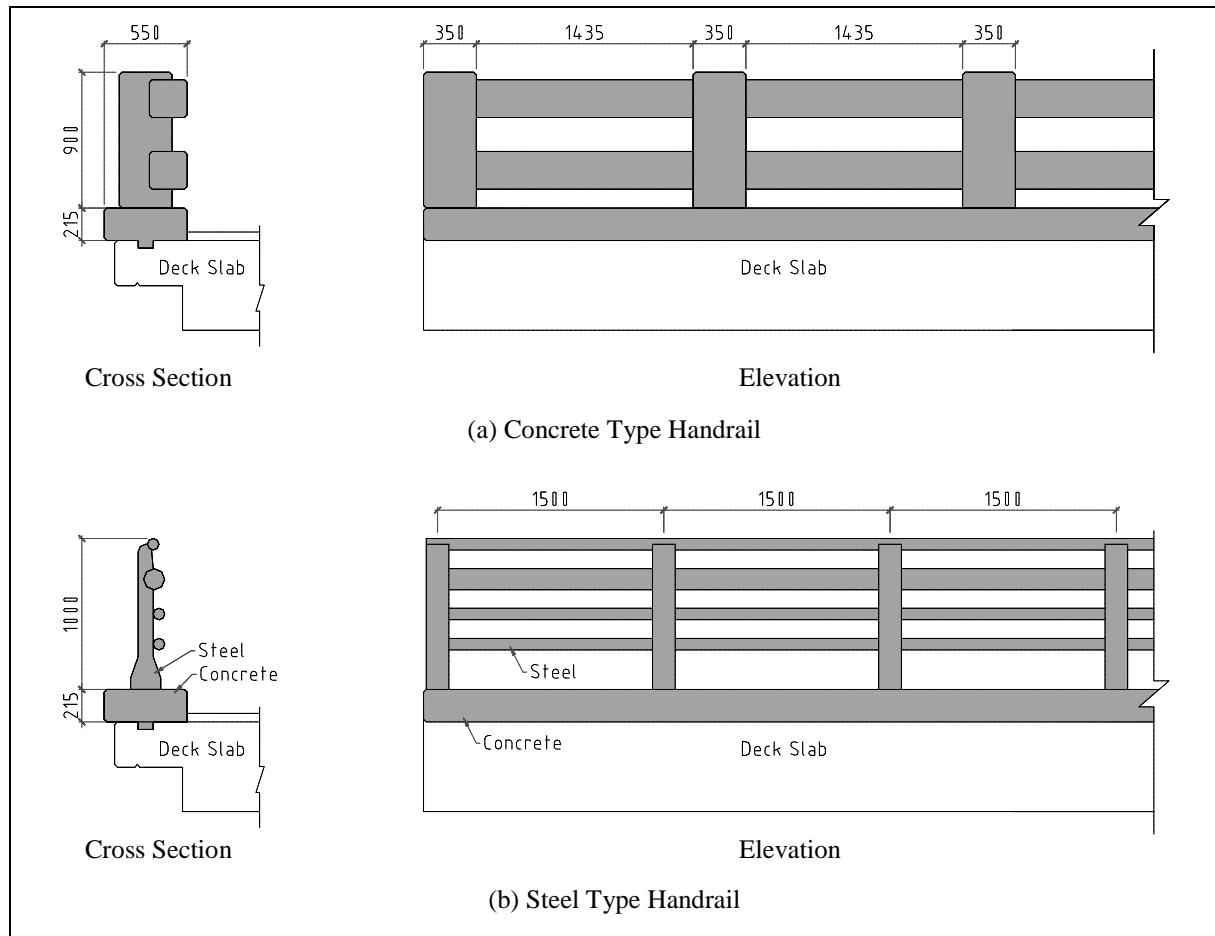 550
350 1435 350 1435 350
900
215
Deck Slab
Deck Slab
Cross Section
Elevation
(a) Concrete Type Handrail
1500 1500 1500
1000
Steel
Concrete
215
Steel
Concrete
Deck Slab
Deck Slab
Cross Section
Elevation
(b) Steel Type Handrail